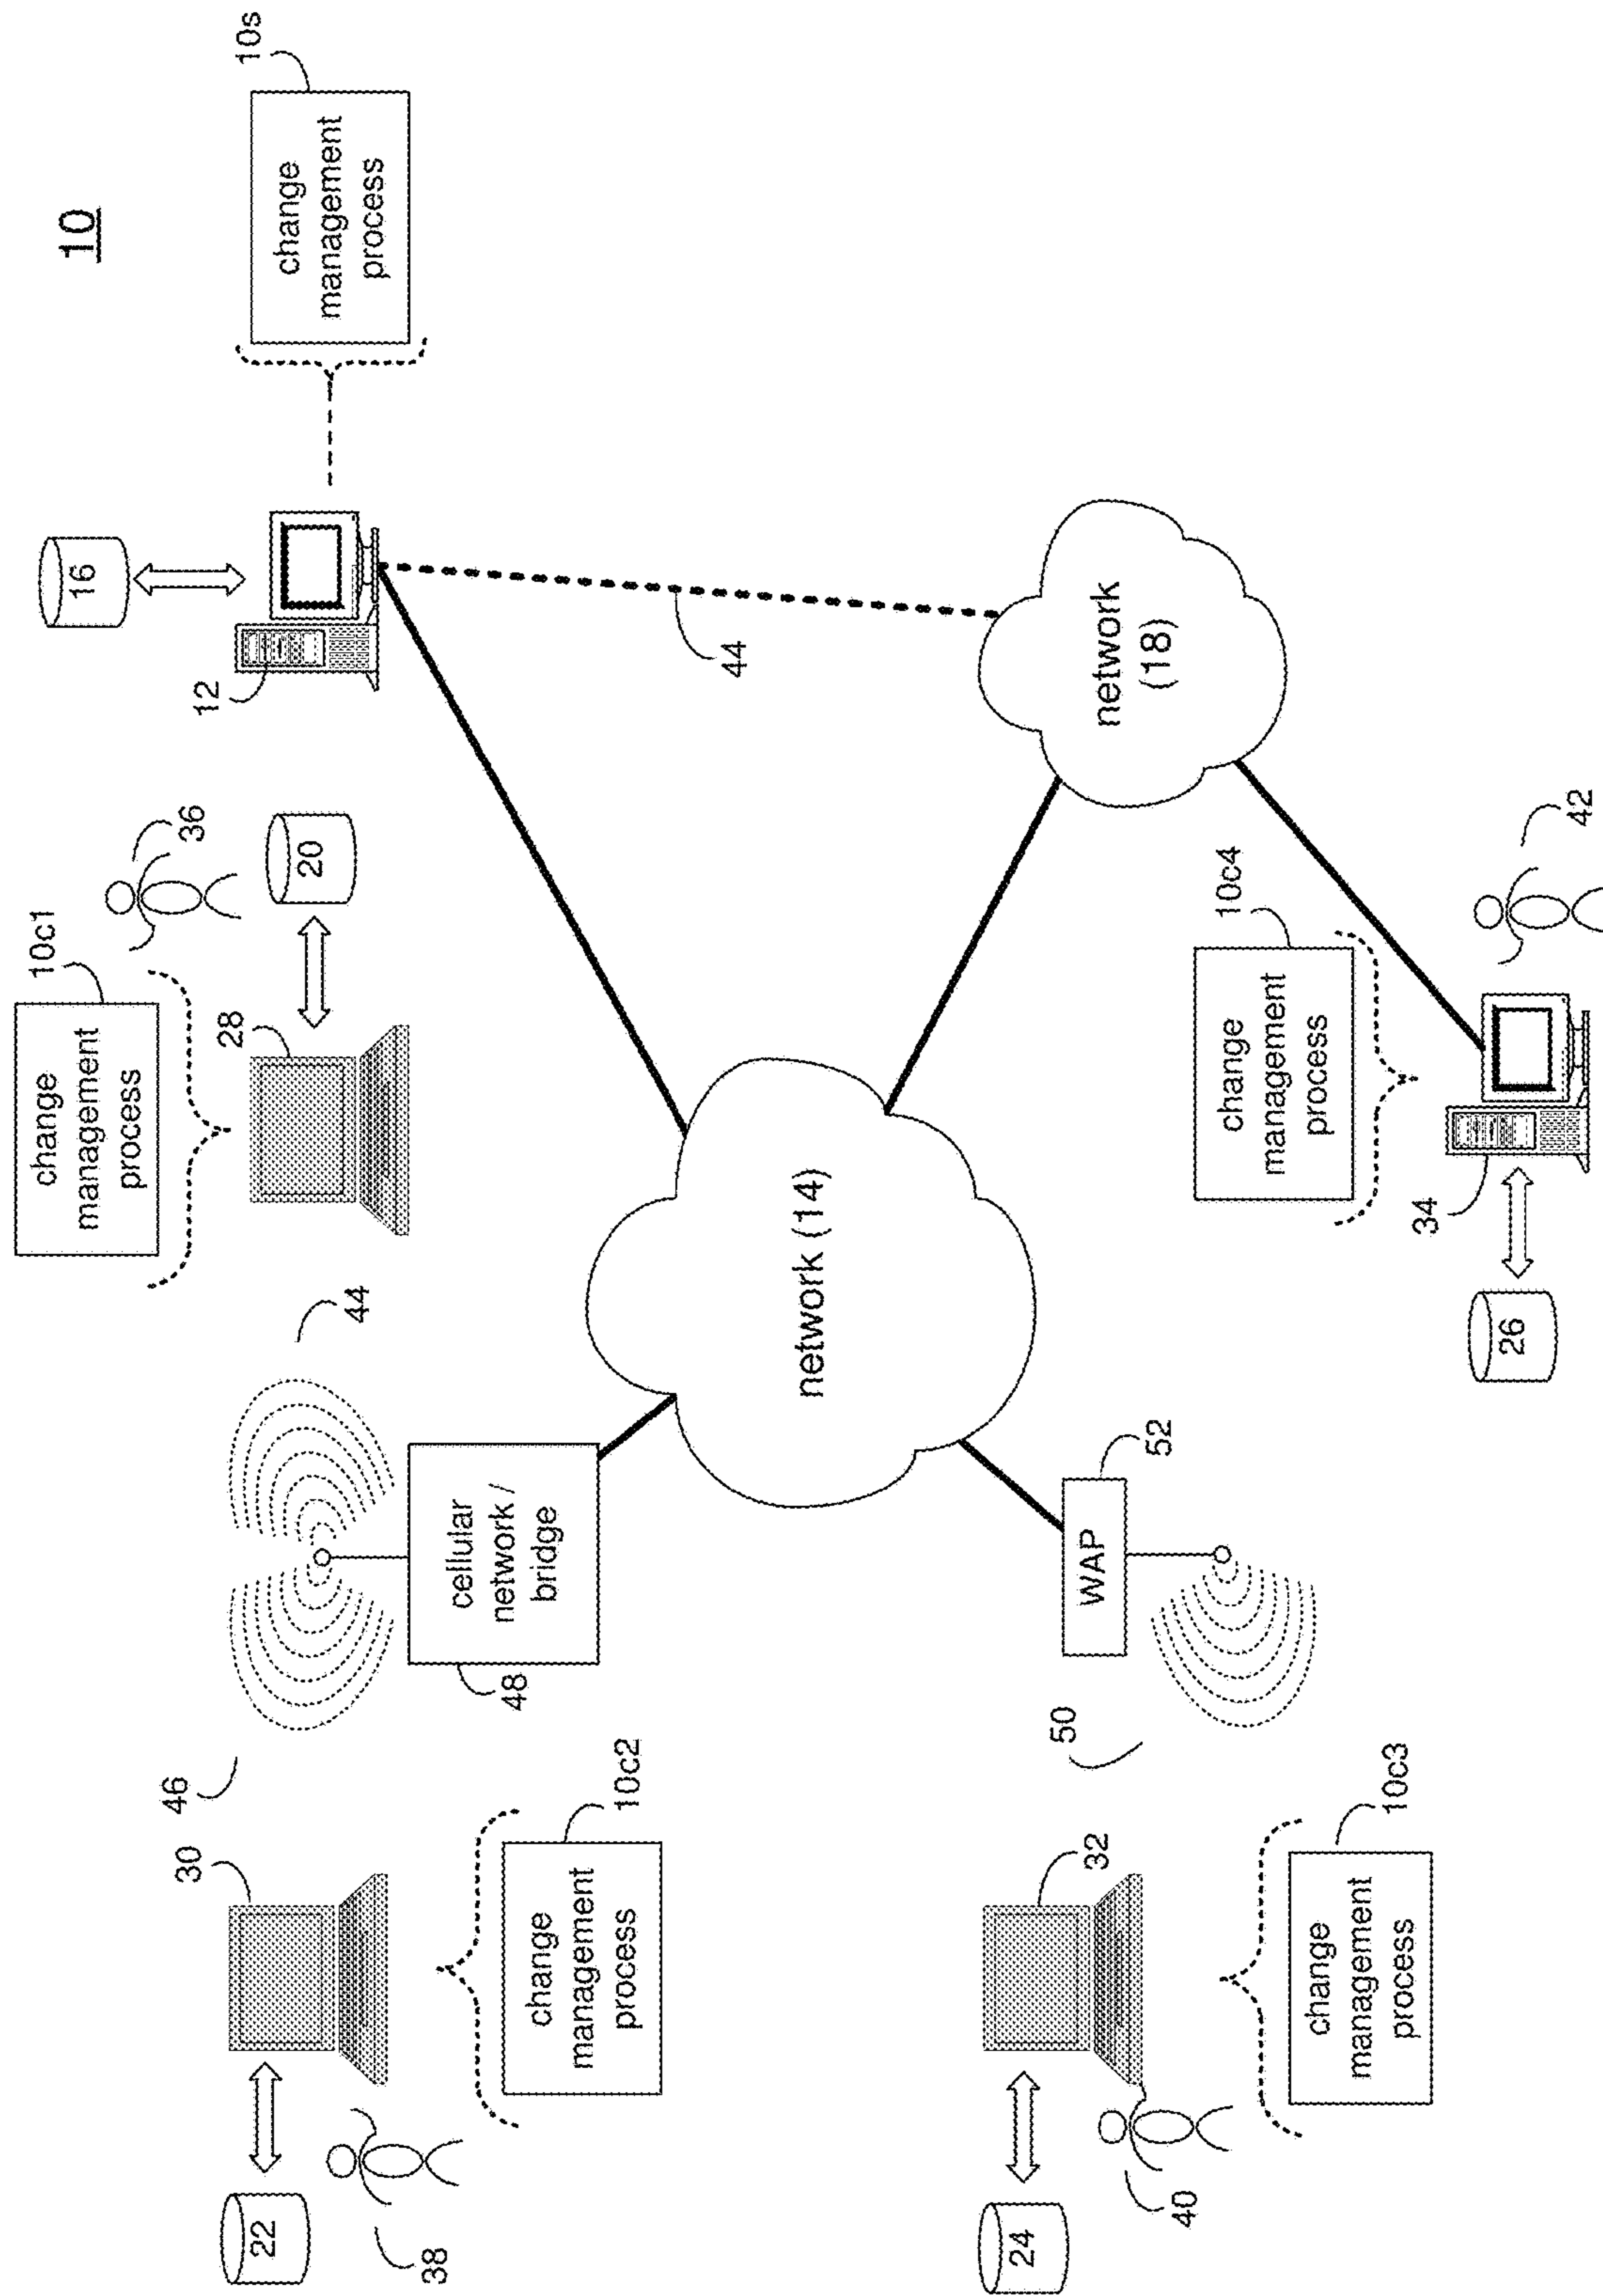 10
10c1
change
management
process
16
46
44
28
36
12
10s
change
management
process
30
22
20
38
cellular
network /
bridge
48
10c2
change
management
process
44
network (14)
network
(18)
32
24
50
WAP
52
40
10c4
change
management
process
10c3
change
management
process
34
26
42